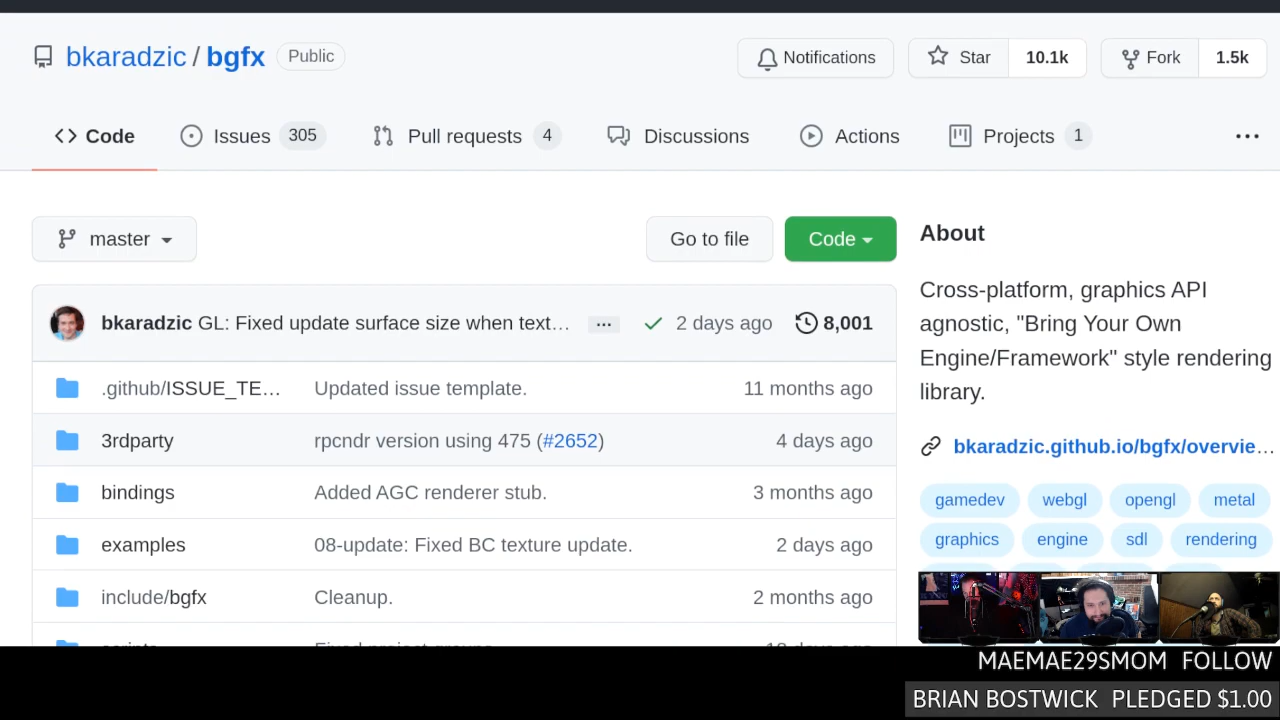 bkaradzic / bgfx Public
Notifications
Star 10.1k
Fork 1.5k
Code
Issues 305
Pull requests 4
Discussions
Actions
Projects 1
master
Go to file
Code
bkaradzic GL: Fixed update surface size when text… ... 2 days ago 8,001
.github/ISSUE_TE… Updated issue template. 11 months ago
3rdparty rpcndr version using 475 (#2652) 4 days ago
bindings Added AGC renderer stub. 3 months ago
examples 08-update: Fixed BC texture update. 2 days ago
include/bgfx Cleanup. 2 months ago
About
Cross-platform, graphics API
agnostic, "Bring Your Own
Engine/Framework" style rendering
library.
bkaradzic.github.io/bgfx/overvie…
gamedev webgl opengl metal
graphics engine sdl rendering
MAEMAE29SMOM FOLLOW
BRIAN BOSTWICK PLEDGED $1.00